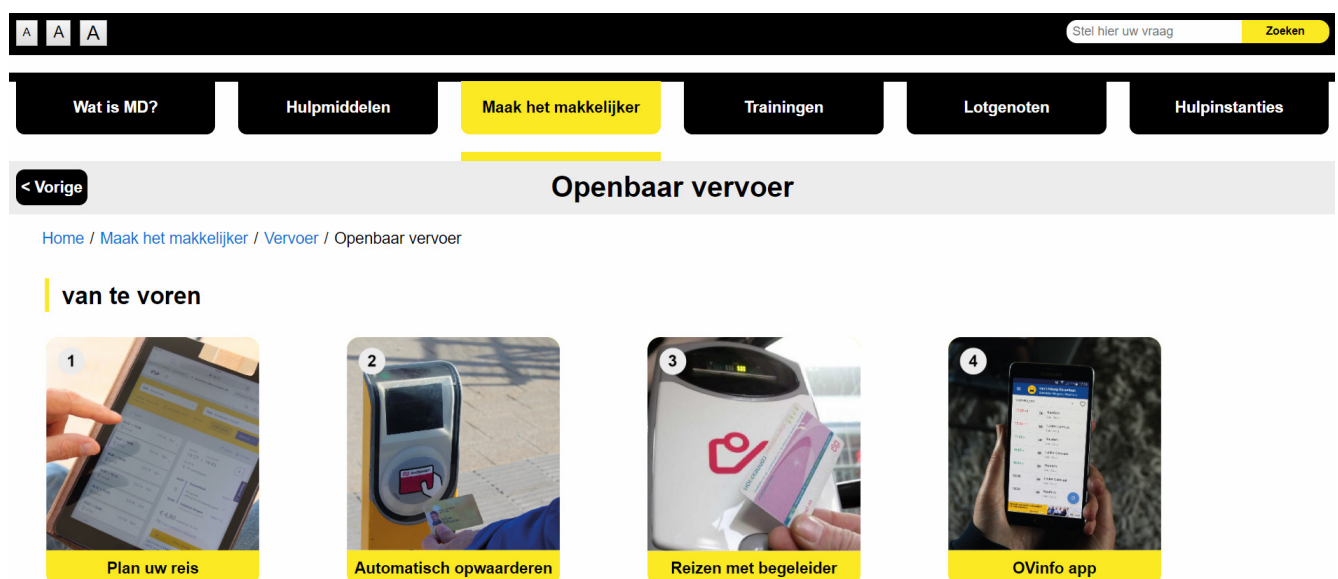 A A A
Stel hier uw vraag Zoeken
Wat is MD? Hulpmiddelen Maak het makkelijker Trainingen Lotgenoten Hulpinstanties
< Vorige Openbaar vervoer
Home / Maak het makkelijker / Vervoer / Openbaar vervoer
van te voren
1 2 3 4
Plan uw reis Automatisch opwaarderen Reizen met begeleider OVinfo app